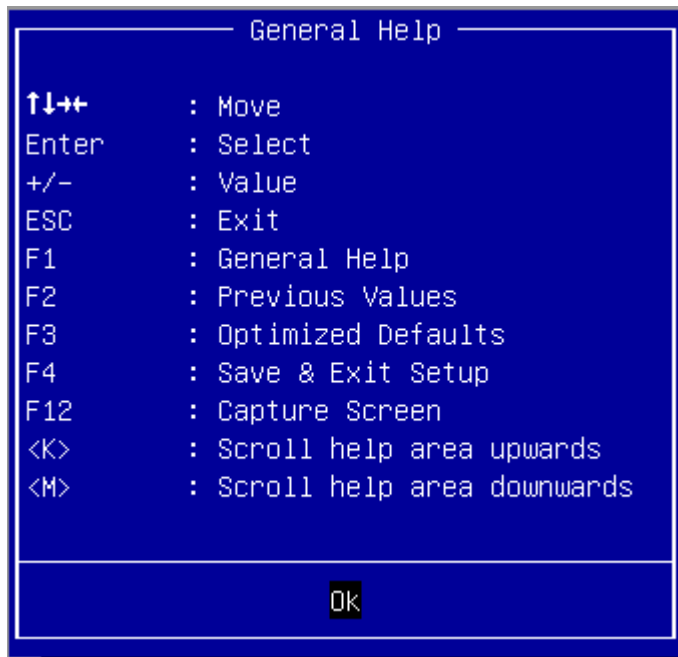 General Help
↑↓→← : Move
Enter : Select
+/- : Value
ESC : Exit
F1 : General Help
F2 : Previous Values
F3 : Optimized Defaults
F4 : Save & Exit Setup
F12 : Capture Screen
<K> : Scroll help area upwards
<M> : Scroll help area downwards
Ok